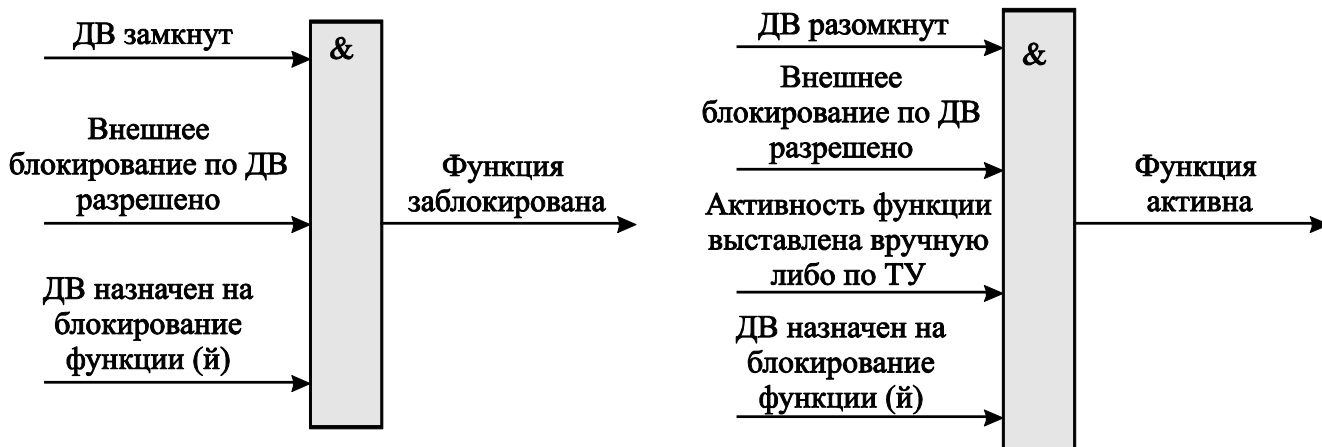 ДВ замкнут
&
Внешнее
блокирование по ДВ
разрешено
Функция
заблокирована
ДВ назначен на
блокирование
функции (й)
ДВ разомкнут
&
Внешнее
блокирование по ДВ
разрешено
Функция
активна
Активность функции
выставлена вручную
либо по ТУ
ДВ назначен на
блокирование
функции (й)